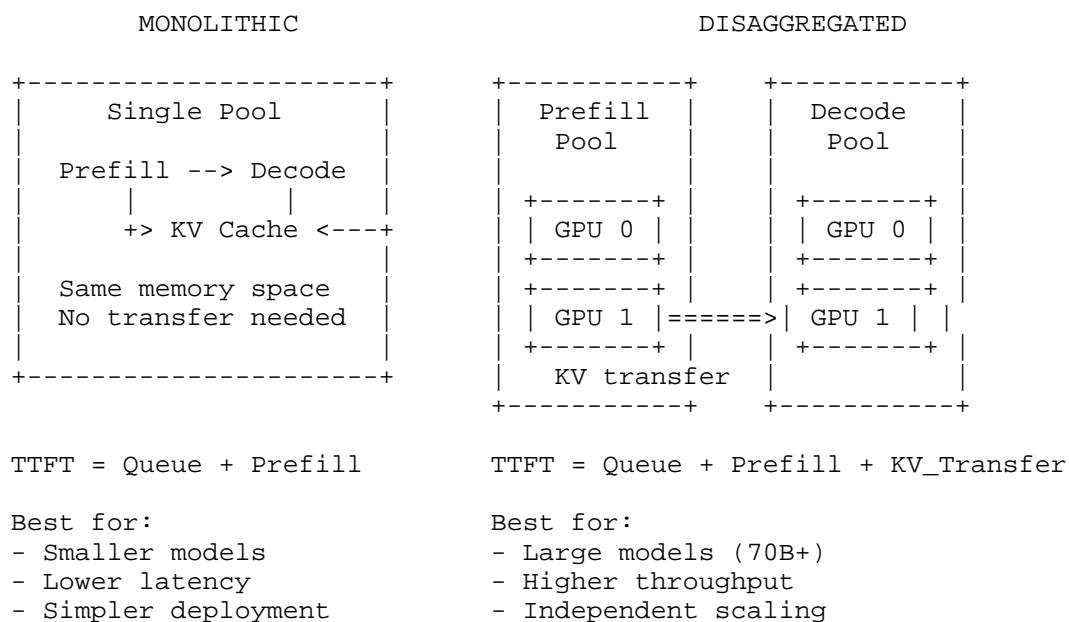 MONOLITHIC DISAGGREGATED
Single Pool Prefill Decode
Pool Pool
Prefill --> Decode
+> KV Cache <---+ GPU 0 GPU 0
Same memory space
No transfer needed GPU 1 ======> GPU 1
KV transfer
TTFT = Queue + Prefill TTFT = Queue + Prefill + KV_Transfer
Best for: Best for:
- Smaller models - Large models (70B+)
- Lower latency - Higher throughput
- Simpler deployment - Independent scaling